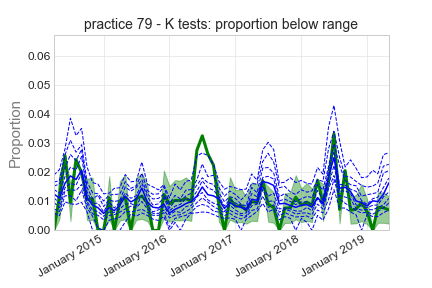 practice 79 - K tests: proportion below range
Proportion
0.06
0.05
0.04
0.03
0.02
0.01
0.00
January 2015
January 2016
January 2017
January 2018
January 2019